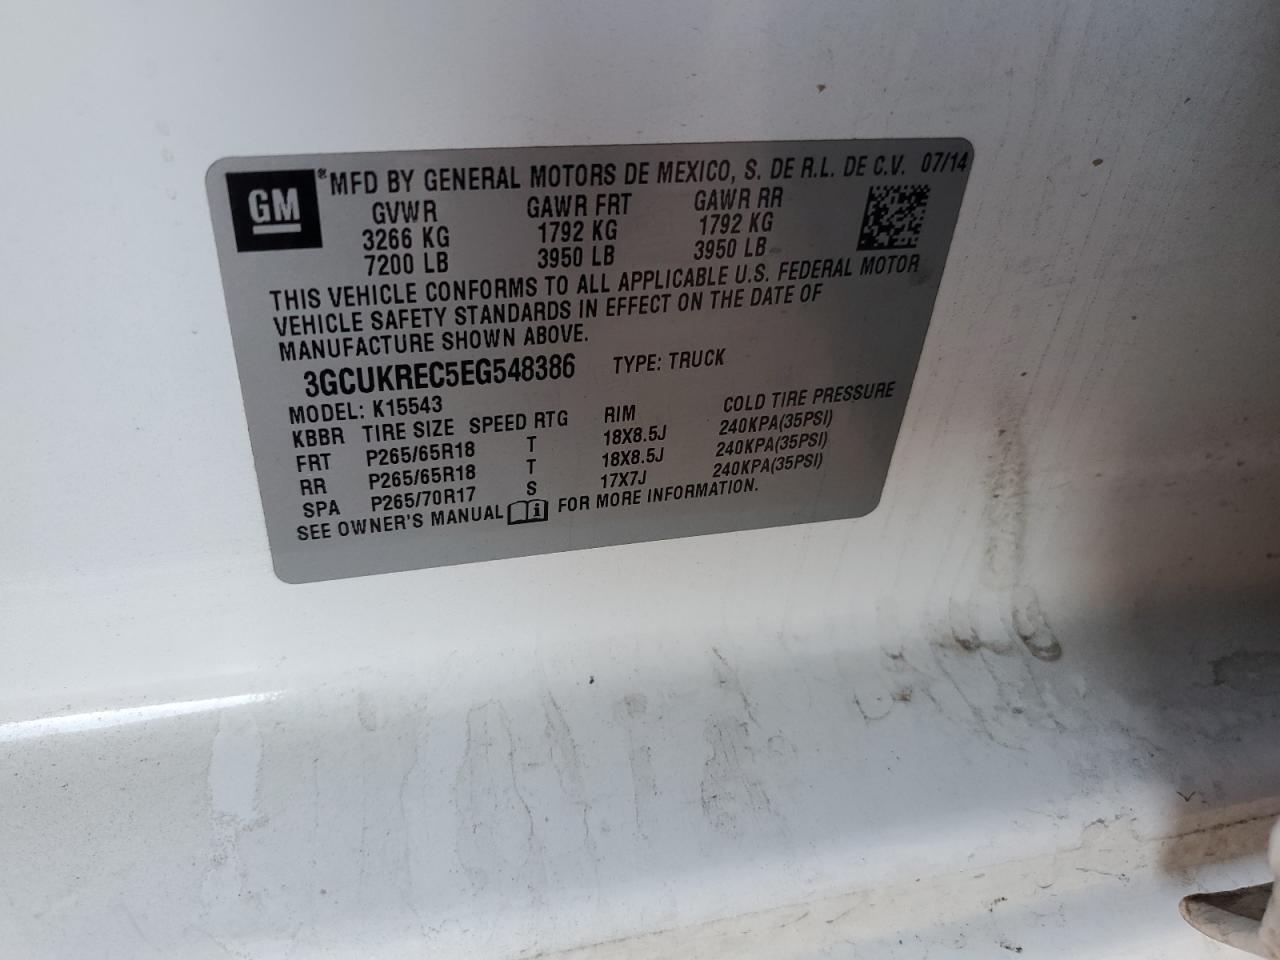 GM ® MFD BY GENERAL MOTORS DE MEXICO, S. DE R.L. DE C.V. 07/14
GVWR GAWR FRT GAWR RR
3266 KG 1792 KG 1792 KG
7200 LB 3950 LB 3950 LB
THIS VEHICLE CONFORMS TO ALL APPLICABLE U.S. FEDERAL MOTOR
VEHICLE SAFETY STANDARDS IN EFFECT ON THE DATE OF
MANUFACTURE SHOWN ABOVE.
3GCUKREC5EG548386 TYPE: TRUCK
MODEL: K15543
KBBR TIRE SIZE SPEED RTG RIM COLD TIRE PRESSURE
FRT P265/65R18 T 18X8.5J 240KPA(35PSI)
RR P265/65R18 T 18X8.5J 240KPA(35PSI)
SPA P265/70R17 S 17X7J 240KPA(35PSI)
SEE OWNER'S MANUAL i FOR MORE INFORMATION.